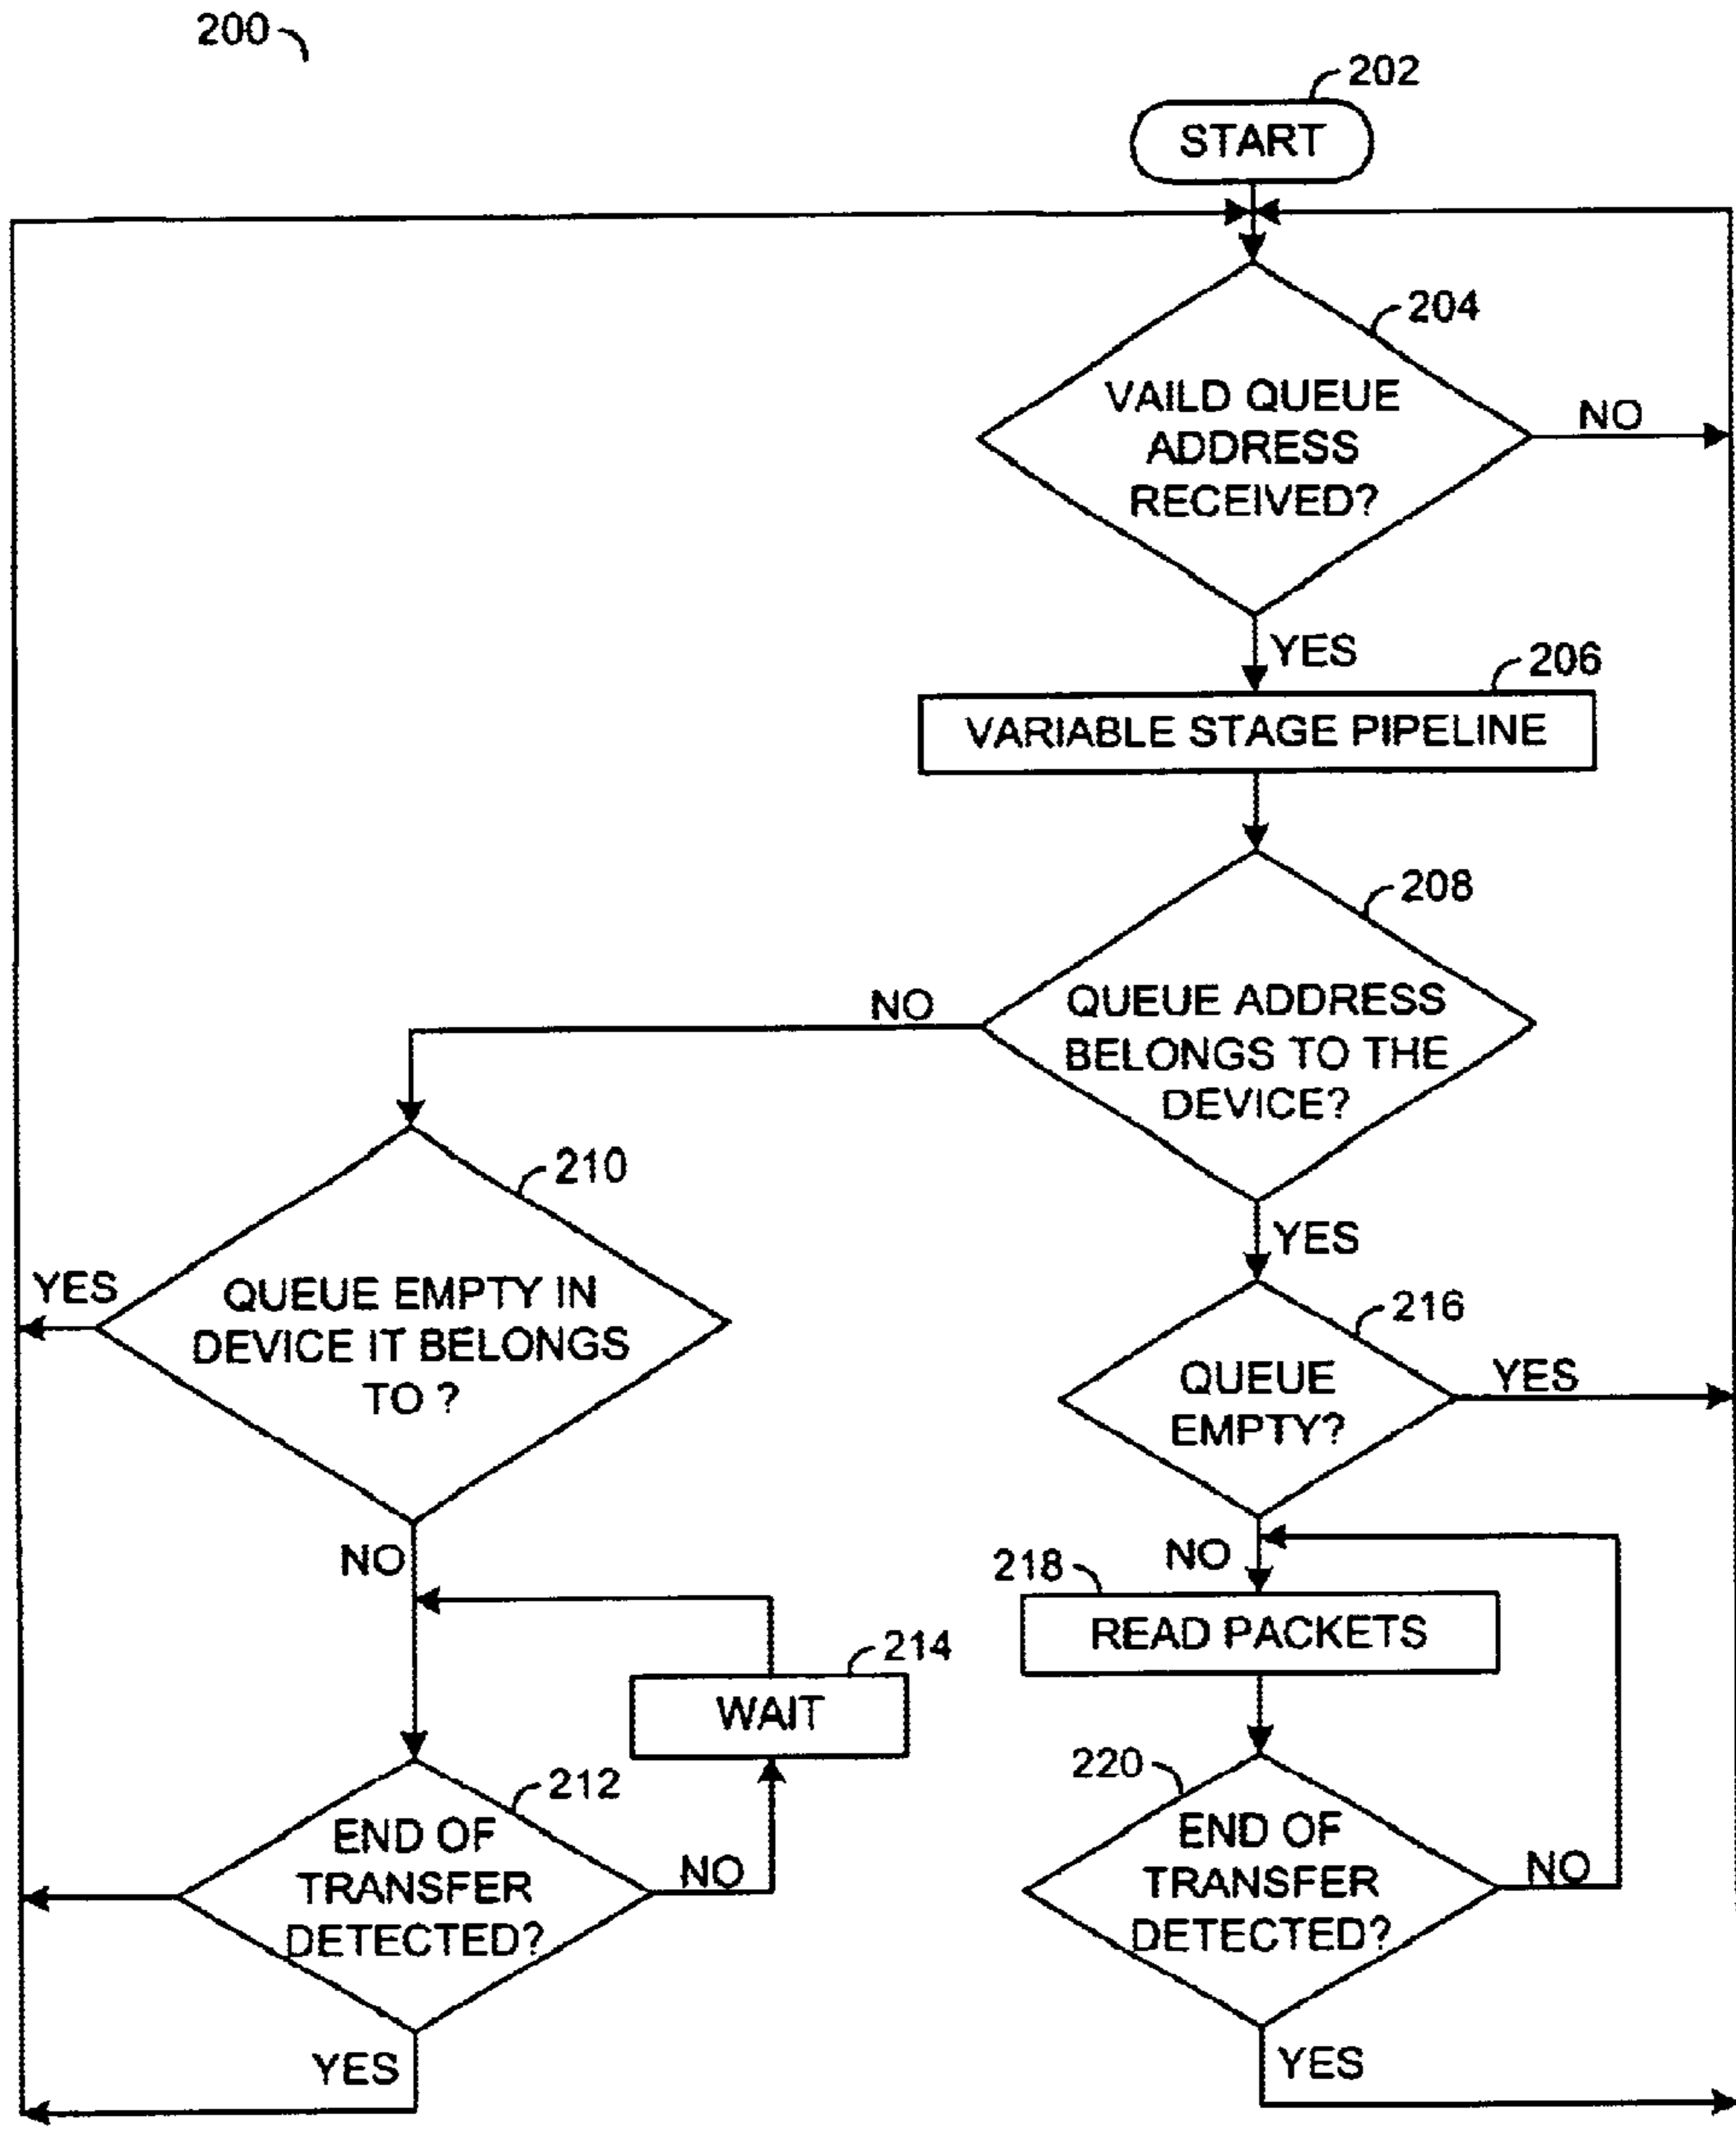 200
202
START
204
VAILD QUEUE
ADDRESS
RECEIVED?
NO
YES
206
VARIABLE STAGE PIPELINE
208
QUEUE ADDRESS
BELONGS TO THE
DEVICE?
NO
YES
210
QUEUE EMPTY IN
DEVICE IT BELONGS
TO ?
YES
NO
216
QUEUE
EMPTY?
YES
NO
218
READ PACKETS
214
WAIT
212
END OF
TRANSFER
DETECTED?
NO
YES
220
END OF
TRANSFER
DETECTED?
NO
YES